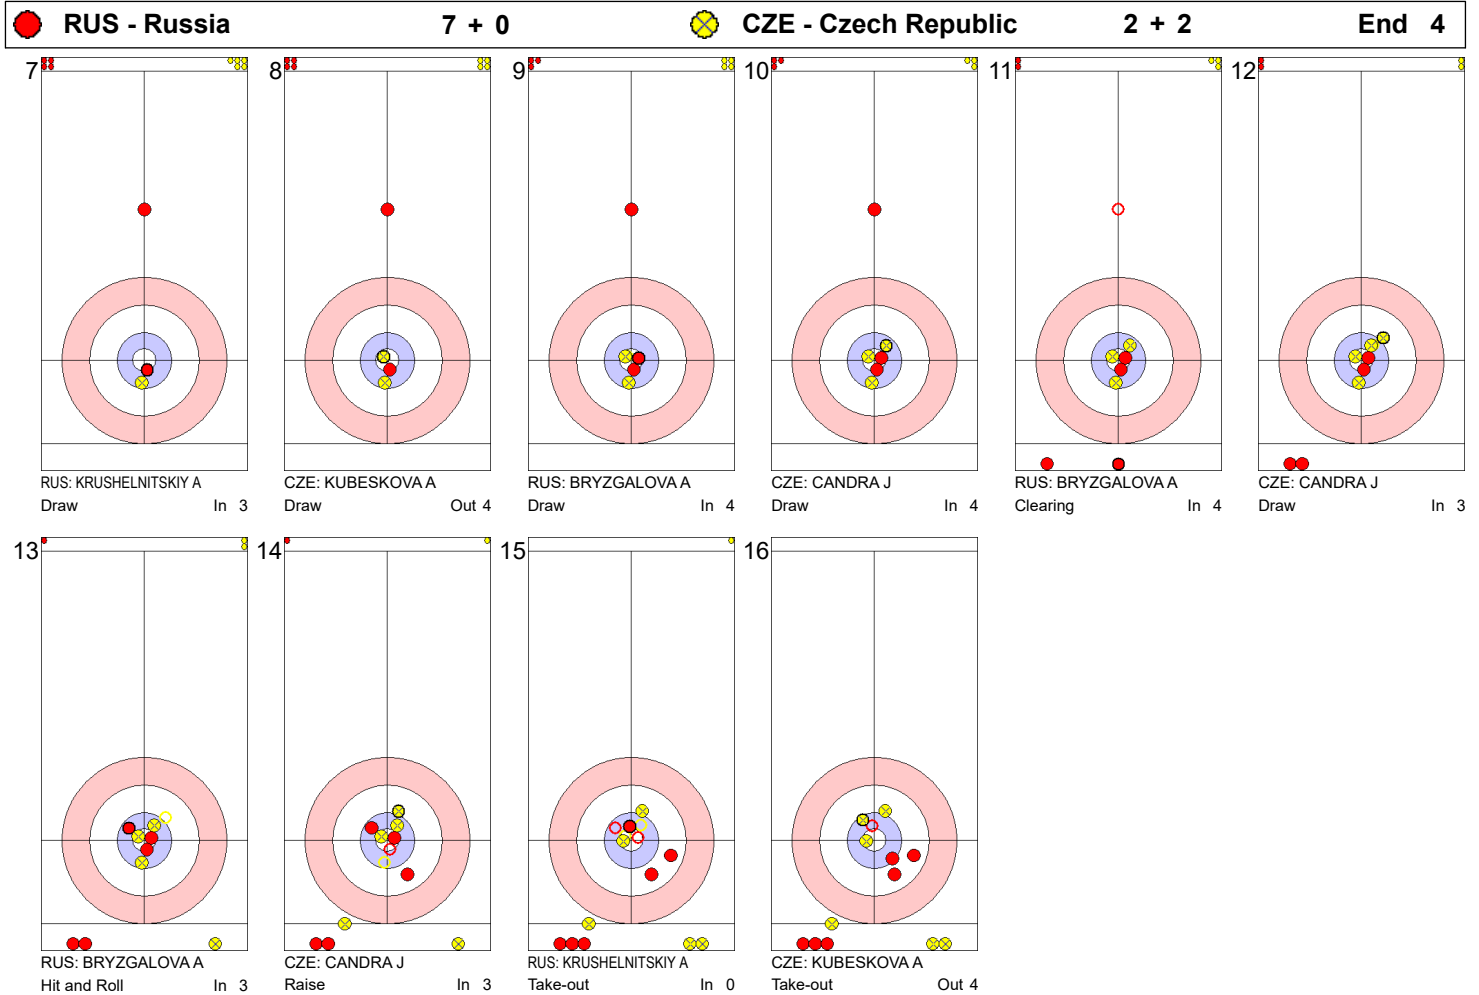 RUS - Russia 7 + 0 CZE - Czech Republic 2 + 2 End 4
7 8 9 10 11 12
RUS: KRUSHELNITSKIY A CZE: KUBESKOVA A RUS: BRYZGALOVA A CZE: CANDRA J RUS: BRYZGALOVA A CZE: CANDRA J
Draw In 3 Draw Out 4 Draw In 4 Draw In 4 Clearing In 4 Draw In 3
13 14 15 16
RUS: BRYZGALOVA A CZE: CANDRA J RUS: KRUSHELNITSKIY A CZE: KUBESKOVA A
Hit and Roll In 3 Raise In 3 Take-out In 0 Take-out Out 4